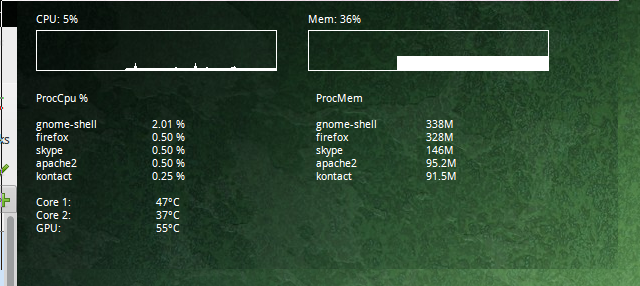 CPU: 5% Mem: 36%
ProcCpu % ProcMem
gnome-shell 2.01 % gnome-shell 338M
firefox 0.50 % firefox 328M
skype 0.50 % skype 146M
apache2 0.50 % apache2 95.2M
kontact 0.25 % kontact 91.5M
Core 1: 47°C
Core 2: 37°C
GPU: 55°C